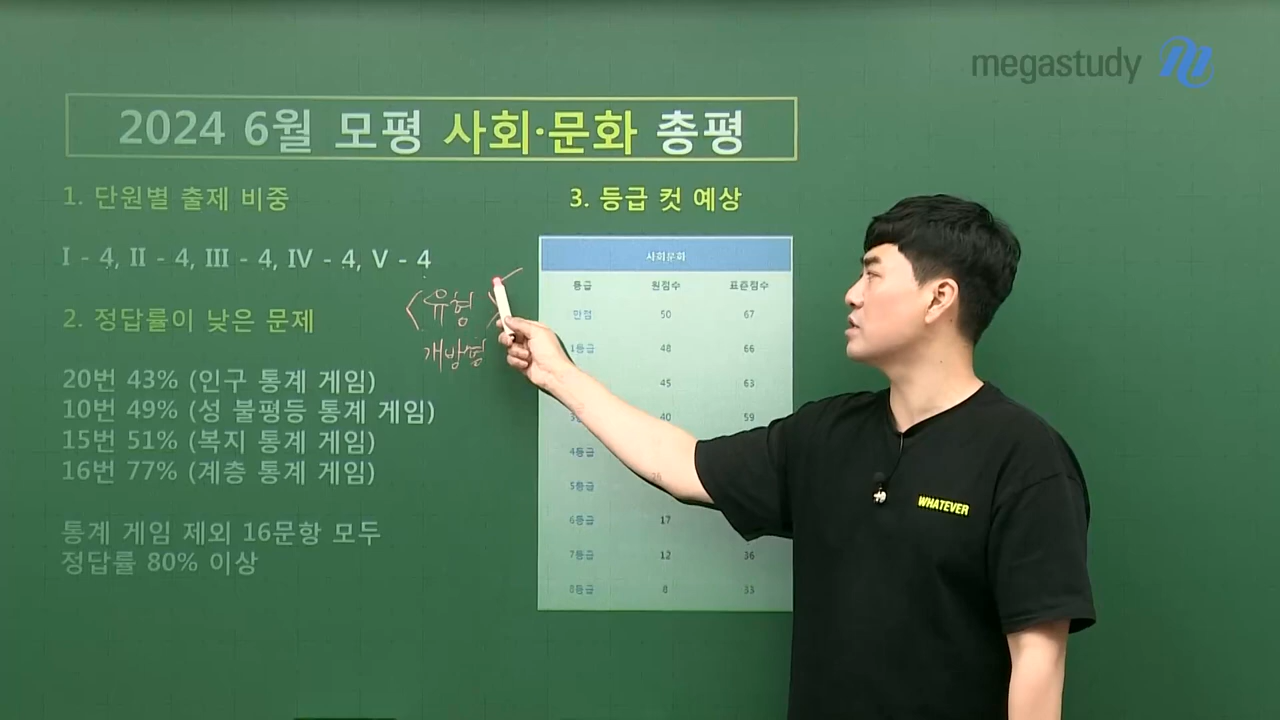 megastudy
2024 6월 모평 사회·문화 총평
1. 단원별 출제 비중
I - 4, II - 4, III - 4, IV - 4, V - 4
<유형>
개방형
2. 정답률이 낮은 문제
20번 43% (인구 통계 게임)
10번 49% (성 불평등 통계 게임)
15번 51% (복지 통계 게임)
16번 77% (계층 통계 게임)
통계 게임 제외 16문항 모두
정답률 80% 이상
3. 등급 컷 예상
사회문화
등급 원점수 표준점수
만점 50 67
1등급 48 66
45 63
40 59
4등급
5등급
6등급 17
7등급 12 36
8등급 8 33
WHATEVER